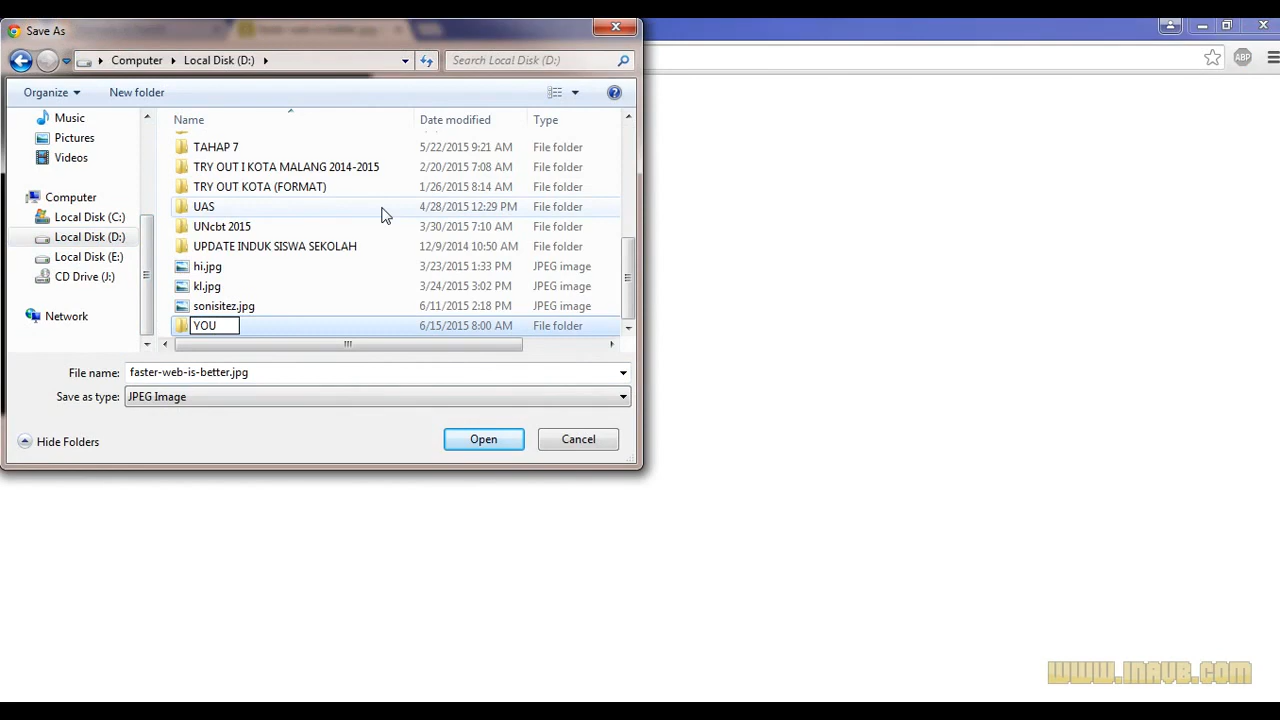 Save As
Computer Local Disk (D:)
Search Local Disk (D:)
Organize
New folder
ABP
Music
Pictures
Videos
Computer
Local Disk (C:)
Local Disk (D:)
Local Disk (E:)
CD Drive (J:)
Network
Name Date modified Type
TAHAP 7 5/22/2015 9:21 AM File folder
TRY OUT I KOTA MALANG 2014-2015 2/20/2015 7:08 AM File folder
TRY OUT KOTA (FORMAT) 1/26/2015 8:14 AM File folder
UAS 4/28/2015 12:29 PM File folder
UNcbt 2015 3/30/2015 7:10 AM File folder
UPDATE INDUK SISWA SEKOLAH 12/9/2014 10:50 AM File folder
hi.jpg 3/23/2015 1:33 PM JPEG image
kl.jpg 3/24/2015 3:02 PM JPEG image
sonisitez.jpg 6/11/2015 2:18 PM JPEG image
YOU 6/15/2015 8:00 AM File folder
File name: faster-web-is-better.jpg
Save as type: JPEG Image
Hide Folders
Open
Cancel
WWW.INAVB.COM